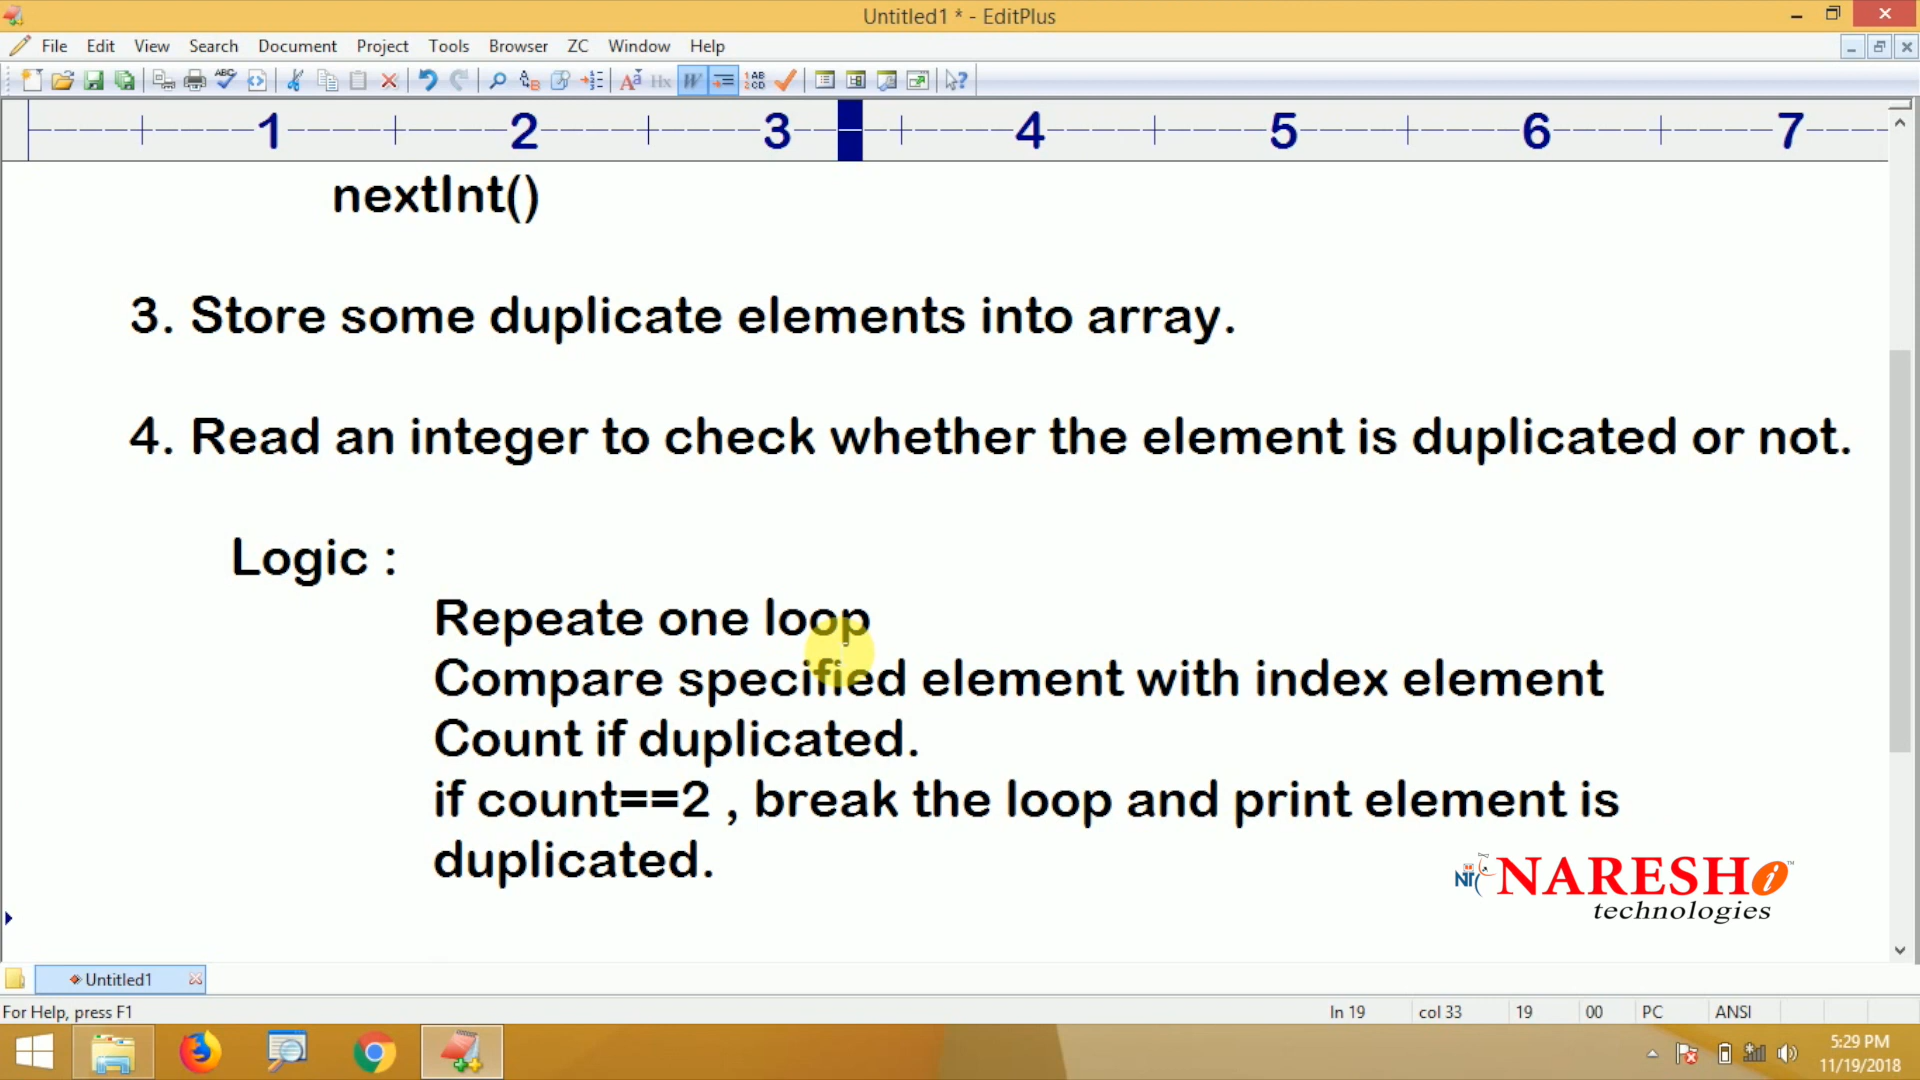 Untitled1 * - EditPlus
File Edit View Search Document Project Tools Browser ZC Window Help
1 2 3 4 5 6 7
nextInt()
3. Store some duplicate elements into array.
4. Read an integer to check whether the element is duplicated or not.
Logic :
Repeate one loop
Compare specified element with index element
Count if duplicated.
if count==2 , break the loop and print element is
duplicated.
NARESH i
technologies
Untitled1
For Help, press F1 ln 19 col 33 19 00 PC ANSI
5:29 PM
11/19/2018